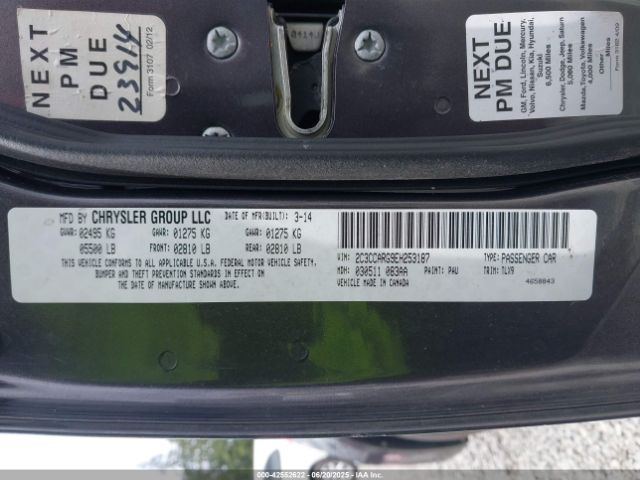 NEXT
PM
DUE
23914
Form 3107 02/12
NEXT
PM DUE
GM, Ford, Lincoln, Mercury,
Volvo, Nissan, Kia, Hyundai,
Suzuki
6,500 Miles
Chrysler, Dodge, Jeep, Saturn
5,000 Miles
Mazda, Toyota, Volkswagen
4,000 Miles
Other
Miles
MFD BY CHRYSLER GROUP LLC DATE OF MFR(BUILT): 3-14
GVWR: 02495 KG GAWR: 01275 KG GAWR: 01275 KG
05500 LB FRONT: 02810 LB REAR: 02810 LB
THIS VEHICLE CONFORMS TO ALL APPLICABLE U.S.A. FEDERAL MOTOR VEHICLE SAFETY,
BUMPER AND THEFT PREVENTION STANDARDS IN EFFECT ON
THE DATE OF MANUFACTURE SHOWN ABOVE.
VIN: 2C3CCARG9EH253187 TYPE: PASSENGER CAR
MDH: 030511 083AA PAINT: PAU TRIM: TLX9
VEHICLE MADE IN CANADA 4658843
000-42552622 - 06/20/2025 - IAAI